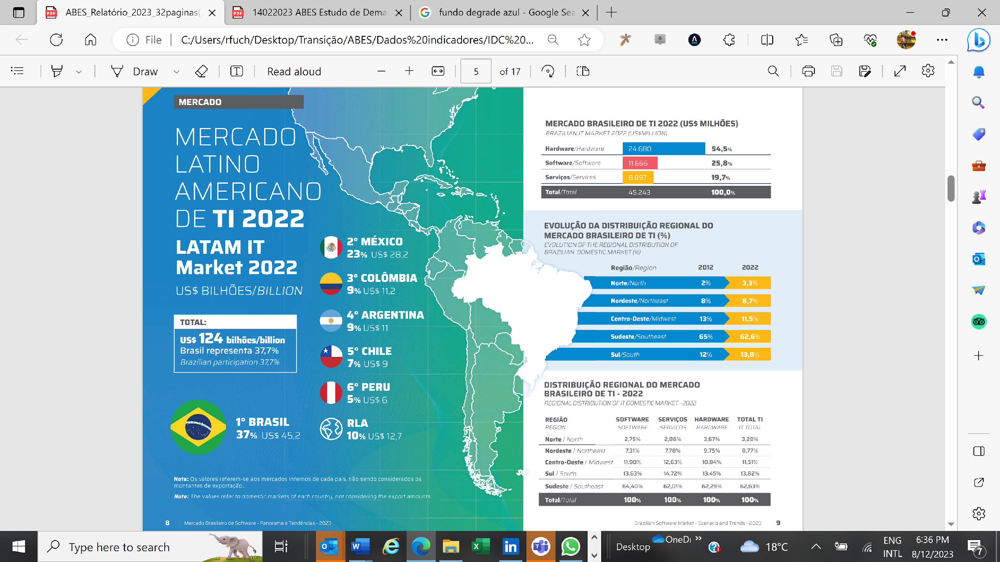 ABES_Relatório_2023_32paginas(
14022023 ABES Estudo de Dema
fundo degrade azul - Google Sea
File
C:/Users/rfuch/Desktop/Transição/ABES/Dados%20indicadores/IDC%20...
Draw
Read aloud
5 of 17
MERCADO
MERCADO
LATINO
AMERICANO
DE TI 2022
LATAM IT
Market 2022
US$ BILHÕES/BILLION
TOTAL:
US$ 124 bilhões/billion
Brasil representa 37,7%
Brazilian participation 37,7%
1º BRASIL
37% US$ 45,2
2º MÉXICO
23% US$ 28,2
3º COLÔMBIA
9% US$ 11,2
4º ARGENTINA
9% US$ 11
5º CHILE
7% US$ 9
6º PERU
5% US$ 6
RLA
10% US$ 12,7
Nota: Os valores referem-se aos mercados internos de cada país, não sendo considerados os
montantes de exportação..
Note: The values refer to domestic markets of each country, not considering the export amounts
8 Mercado Brasileiro de Software - Panorama e Tendências - 2023
MERCADO BRASILEIRO DE TI 2022 (US$ MILHÕES)
BRAZILIAN IT MARKET 2022 (US$MILLION)
Hardware/Hardware 24.680 54,5%
Software/Software 11.666 25,8%
Serviços/Services 8.897 19,7%
Total/Total 45.243 100,0%
EVOLUÇÃO DA DISTRIBUIÇÃO REGIONAL DO
MERCADO BRASILEIRO DE TI (%)
EVOLUTION OF THE REGIONAL DISTRIBUTION OF
BRAZILIAN DOMESTIC MARKET (%)
Região/Region 2012 2022
Norte/North 2% 3,3%
Nordeste/Northeast 8% 8,7%
Centro-Oeste/Midwest 13% 11,5%
Sudeste/Southeast 65% 62,6%
Sul/South 12% 13,8%
DISTRIBUIÇÃO REGIONAL DO MERCADO
BRASILEIRO DE TI - 2022
REGIONAL DISTRIBUTION OF IT DOMESTIC MARKET - 2022
REGIÃO SOFTWARE SERVIÇOS HARDWARE TOTAL TI
REGION SOFTWARE SERVIÇOS HARDWARE IT TOTAL
Norte / North 2,75% 2,86% 3,67% 3,28%
Nordeste / Northeast 7,31% 7,78% 9,75% 8,77%
Centro-Oeste / Midwest 11,90% 12,63% 10,84% 11,51%
Sul / South 13,63% 14,72% 13,45% 13,82%
Sudeste / Southeast 64,40% 62,01% 62,29% 62,63%
Total/Total 100% 100% 100% 100%
Brazilian Software Market - Scenario and Trends - 2023 9
Type here to search
Desktop
OneDr
18°C
ENG
INTL
6:36 PM
8/12/2023
7